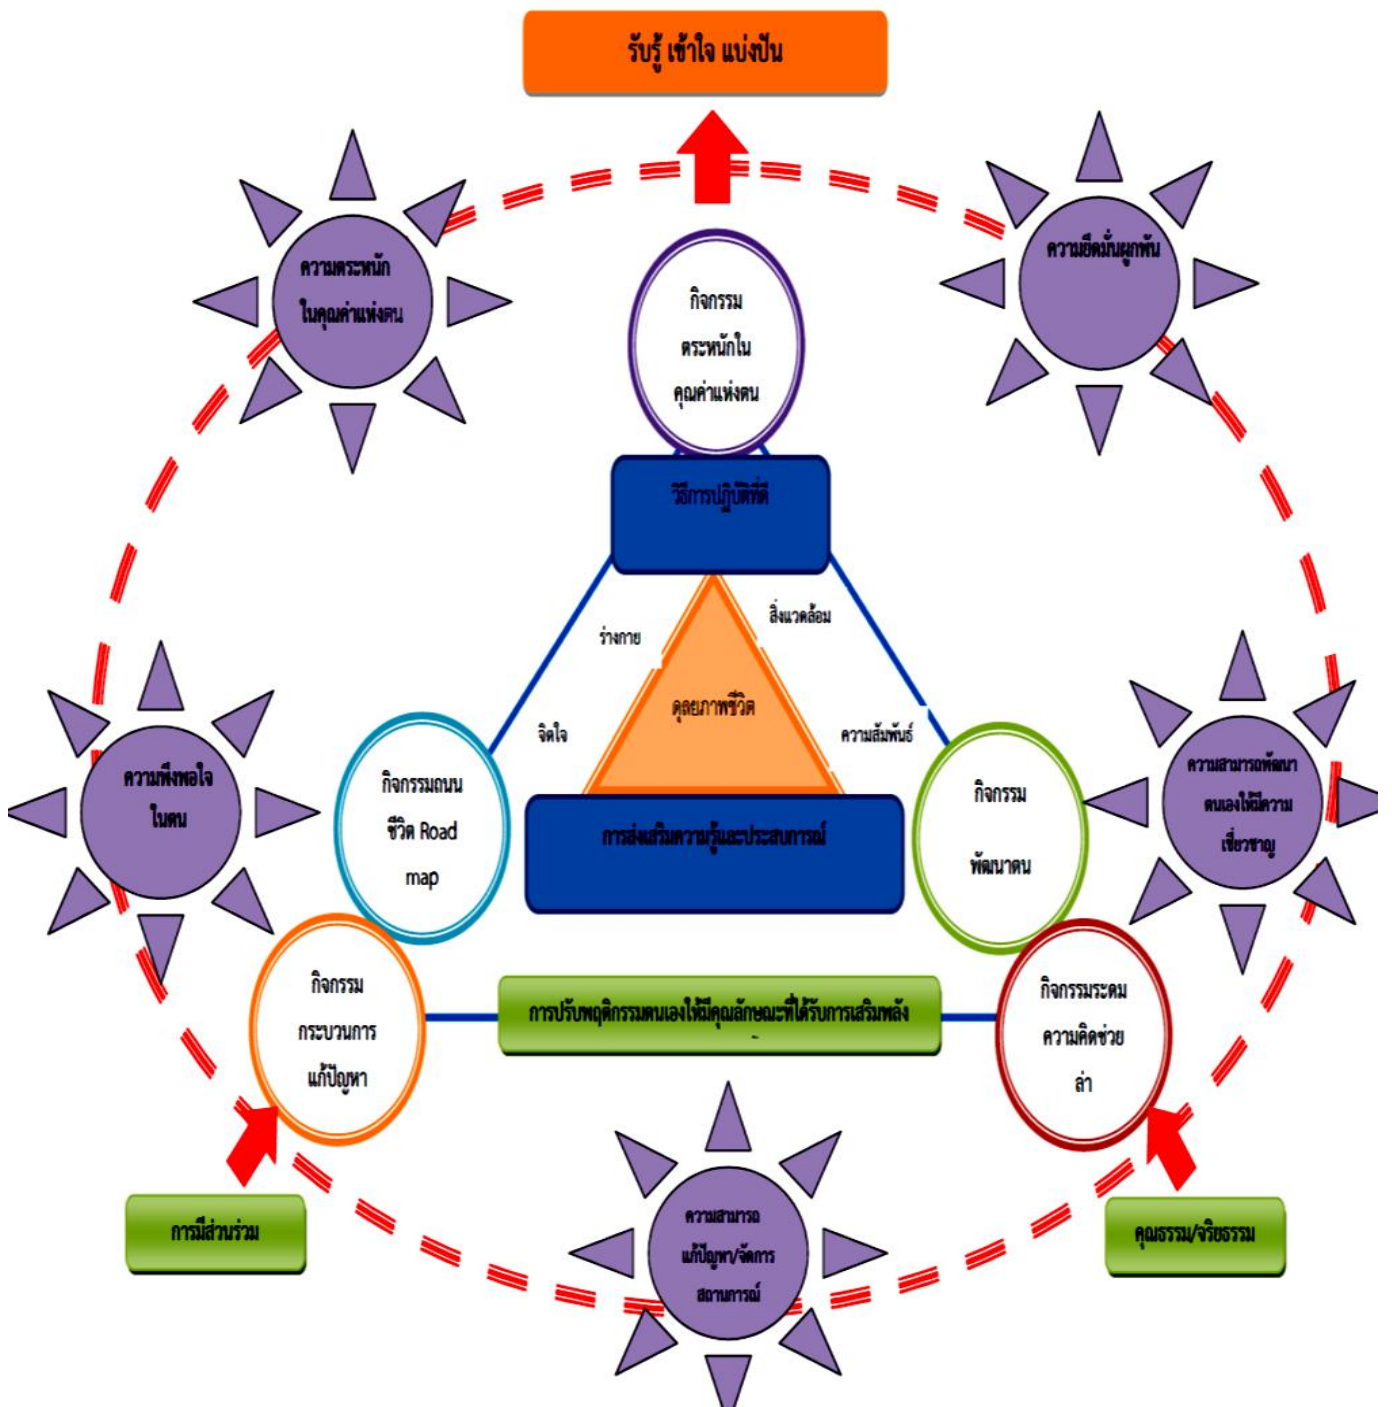 รับรู้ เข้าใจ แบ่งปัน
ความตระหนัก
ในคุณค่าแห่งตน
ความยึดมั่นผูกพัน
กิจกรรม
ตระหนักใน
คุณค่าแห่งตน
วิธีการปฏิบัติที่ดี
สิ่งแวดล้อม
ร่างกาย
ดุลยภาพชีวิต
จิตใจ
ความสัมพันธ์
ความพึงพอใจ
ในตน
กิจกรรมถนน
ชีวิต Road
map
การส่งเสริมความรู้และประสบการณ์
กิจกรรม
พัฒนาตน
ความสามารถพัฒนา
ตนเองให้มีความ
เชี่ยวชาญ
กิจกรรม
กระบวนการ
แก้ปัญหา
การปรับพฤติกรรมตนเองให้มีคุณลักษณะที่ได้รับการเสริมพลัง
กิจกรรมระดม
ความคิดช่วย
ล่า
การมีส่วนร่วม
ความสามารถ
แก้ปัญหา/จัดการ
สถานการณ์
คุณธรรม/จริยธรรม